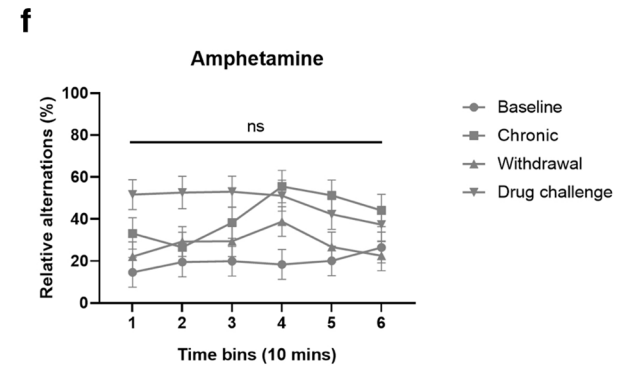 f
Amphetamine
Relative alternations (%)
100
80
60
40
20
0
ns
1 2 3 4 5 6
Time bins (10 mins)
Baseline
Chronic
Withdrawal
Drug challenge